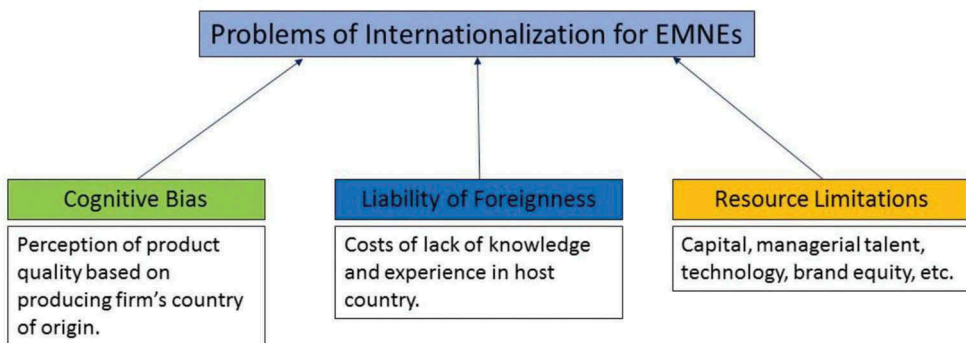 Problems of Internationalization for EMNEs
Cognitive Bias
Perception of product
quality based on
producing firm's country
of origin.
Liability of Foreignness
Costs of lack of knowledge
and experience in host
country.
Resource Limitations
Capital, managerial talent,
technology, brand equity, etc.